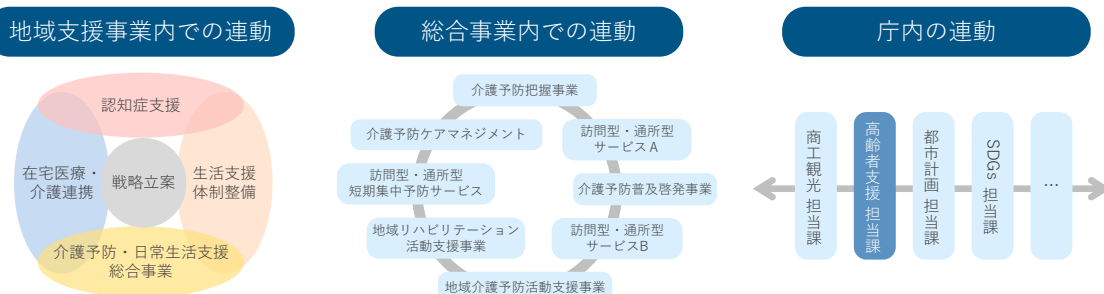 地域支援事業内での連動
認知症支援
在宅医療・
介護連携
戦略立案
生活支援
体制整備
介護予防・日常生活支援
総合事業
総合事業内での連動
介護予防把握事業
訪問型・通所型
サービスA
介護予防普及啓発事業
訪問型・通所型
サービスB
地域介護予防活動支援事業
地域リハビリテーション
活動支援事業
訪問型・通所型
短期集中予防サービス
介護予防ケアマネジメント
庁内の連動
商工観光 担当課
高齢者支援 担当課
都市計画 担当課
SDGs 担当課
…